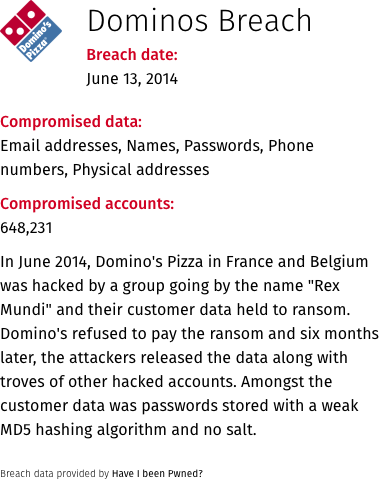 Domino's
Pizza
Dominos Breach
Breach date:
June 13, 2014
Compromised data:
Email addresses, Names, Passwords, Phone
numbers, Physical addresses
Compromised accounts:
648,231
In June 2014, Domino's Pizza in France and Belgium
was hacked by a group going by the name "Rex
Mundi" and their customer data held to ransom.
Domino's refused to pay the ransom and six months
later, the attackers released the data along with
troves of other hacked accounts. Amongst the
customer data was passwords stored with a weak
MD5 hashing algorithm and no salt.
Breach data provided by Have I been Pwned?